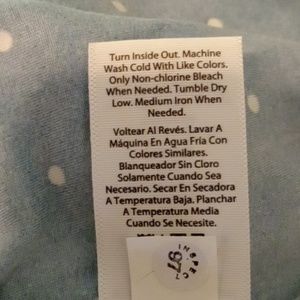 Turn Inside Out. Machine
Wash Cold With Like Colors.
Only Non-chlorine Bleach
When Needed. Tumble Dry
Low. Medium Iron When
Needed.
Voltear Al Revés. Lavar A
Máquina En Agua Fría Con
Colores Similares.
Blanqueador Sin Cloro
Solamente Cuando Sea
Necesario. Secar En Secadora
A Temperatura Baja. Planchar
A Temperatura Media
Cuando Se Necesite.
INSPECT
97